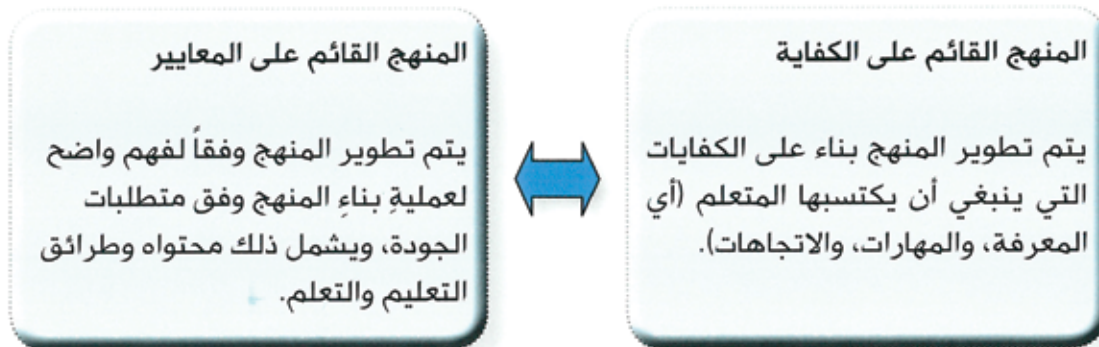 المنهج القائم على الكفاية
يتم تطوير المنهج بناء على الكفايات
التي ينبغي أن يكتسبها المتعلم (أي
المعرفة، والمهارات، والاتجاهات).
المنهج القائم على المعايير
يتم تطوير المنهج وفقاً لفهم واضح
لعمليةِ بناءِ المنهج وفق متطلبات
الجودة، ويشمل ذلك محتواه وطرائق
التعليم والتعلم.